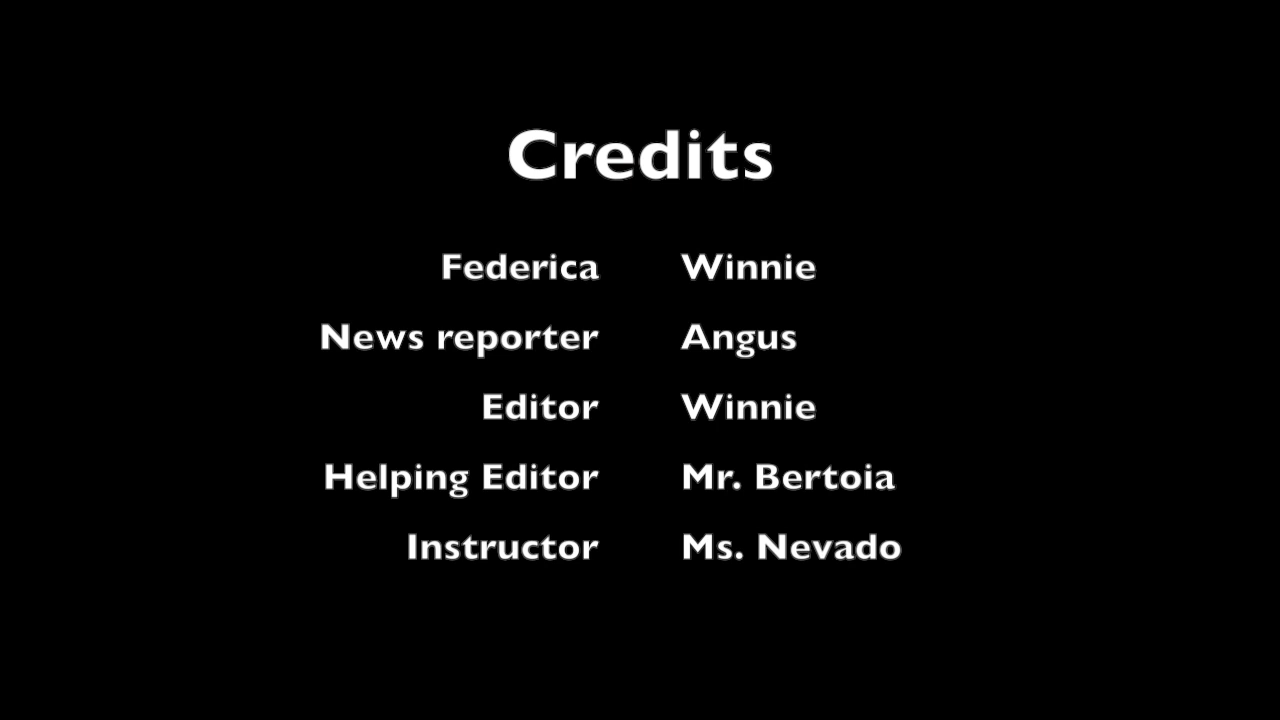 Credits
Federica Winnie
News reporter Angus
Editor Winnie
Helping Editor Mr. Bertoia
Instructor Ms. Nevado